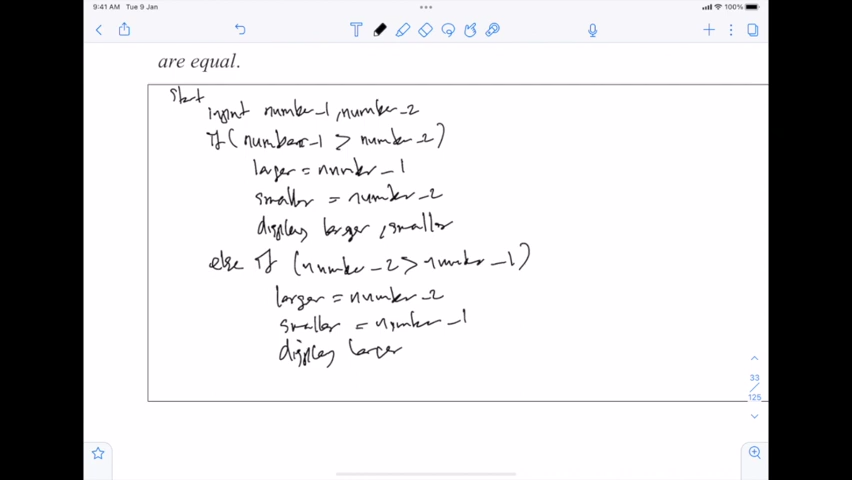 9:41 AM Tue 9 Jan
100%
T
are equal.
Start
input number_1, number_2
If (number_1 > number_2)
larger = number_1
smaller = number_2
display larger, smaller
else If (number_2 > number_1)
larger = number_2
smaller = number_1
display larger
33
125